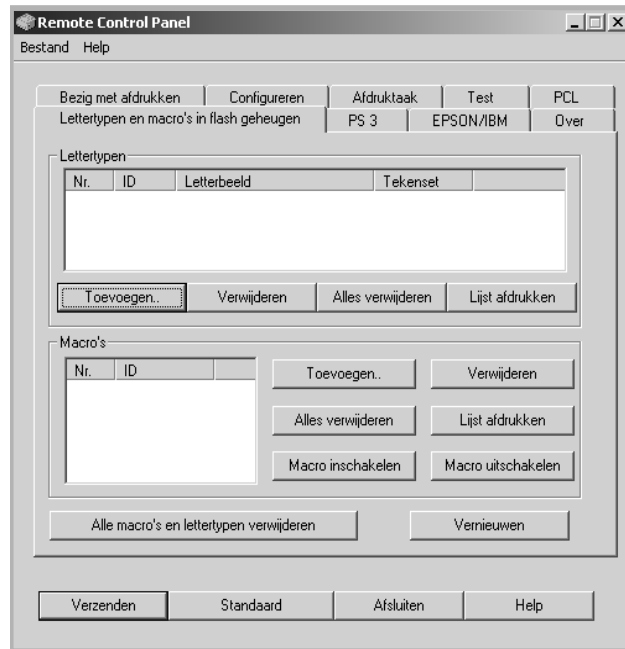 Remote Control Panel
Bestand Help
Bezig met afdrukken Configureren Afdruktaak Test PCL
Lettertypen en macro's in flash geheugen PS 3 EPSON/IBM Over
Lettertypen
Nr. ID Letterbeeld Tekenset
Toevoegen.. Verwijderen Alles verwijderen Lijst afdrukken
Macro's
Nr. ID
Toevoegen.. Verwijderen
Alles verwijderen Lijst afdrukken
Macro inschakelen Macro uitschakelen
Alle macro's en lettertypen verwijderen Vernieuwen
Verzenden Standaard Afsluiten Help